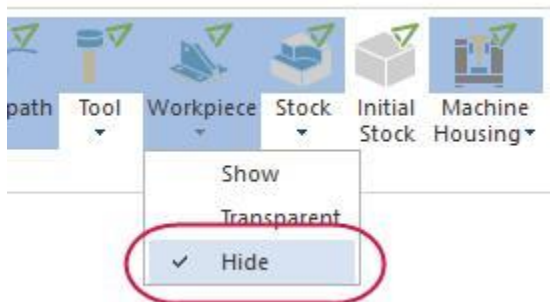 path Tool Workpiece Stock Initial Machine
Stock Housing
Show
Transparent
Hide